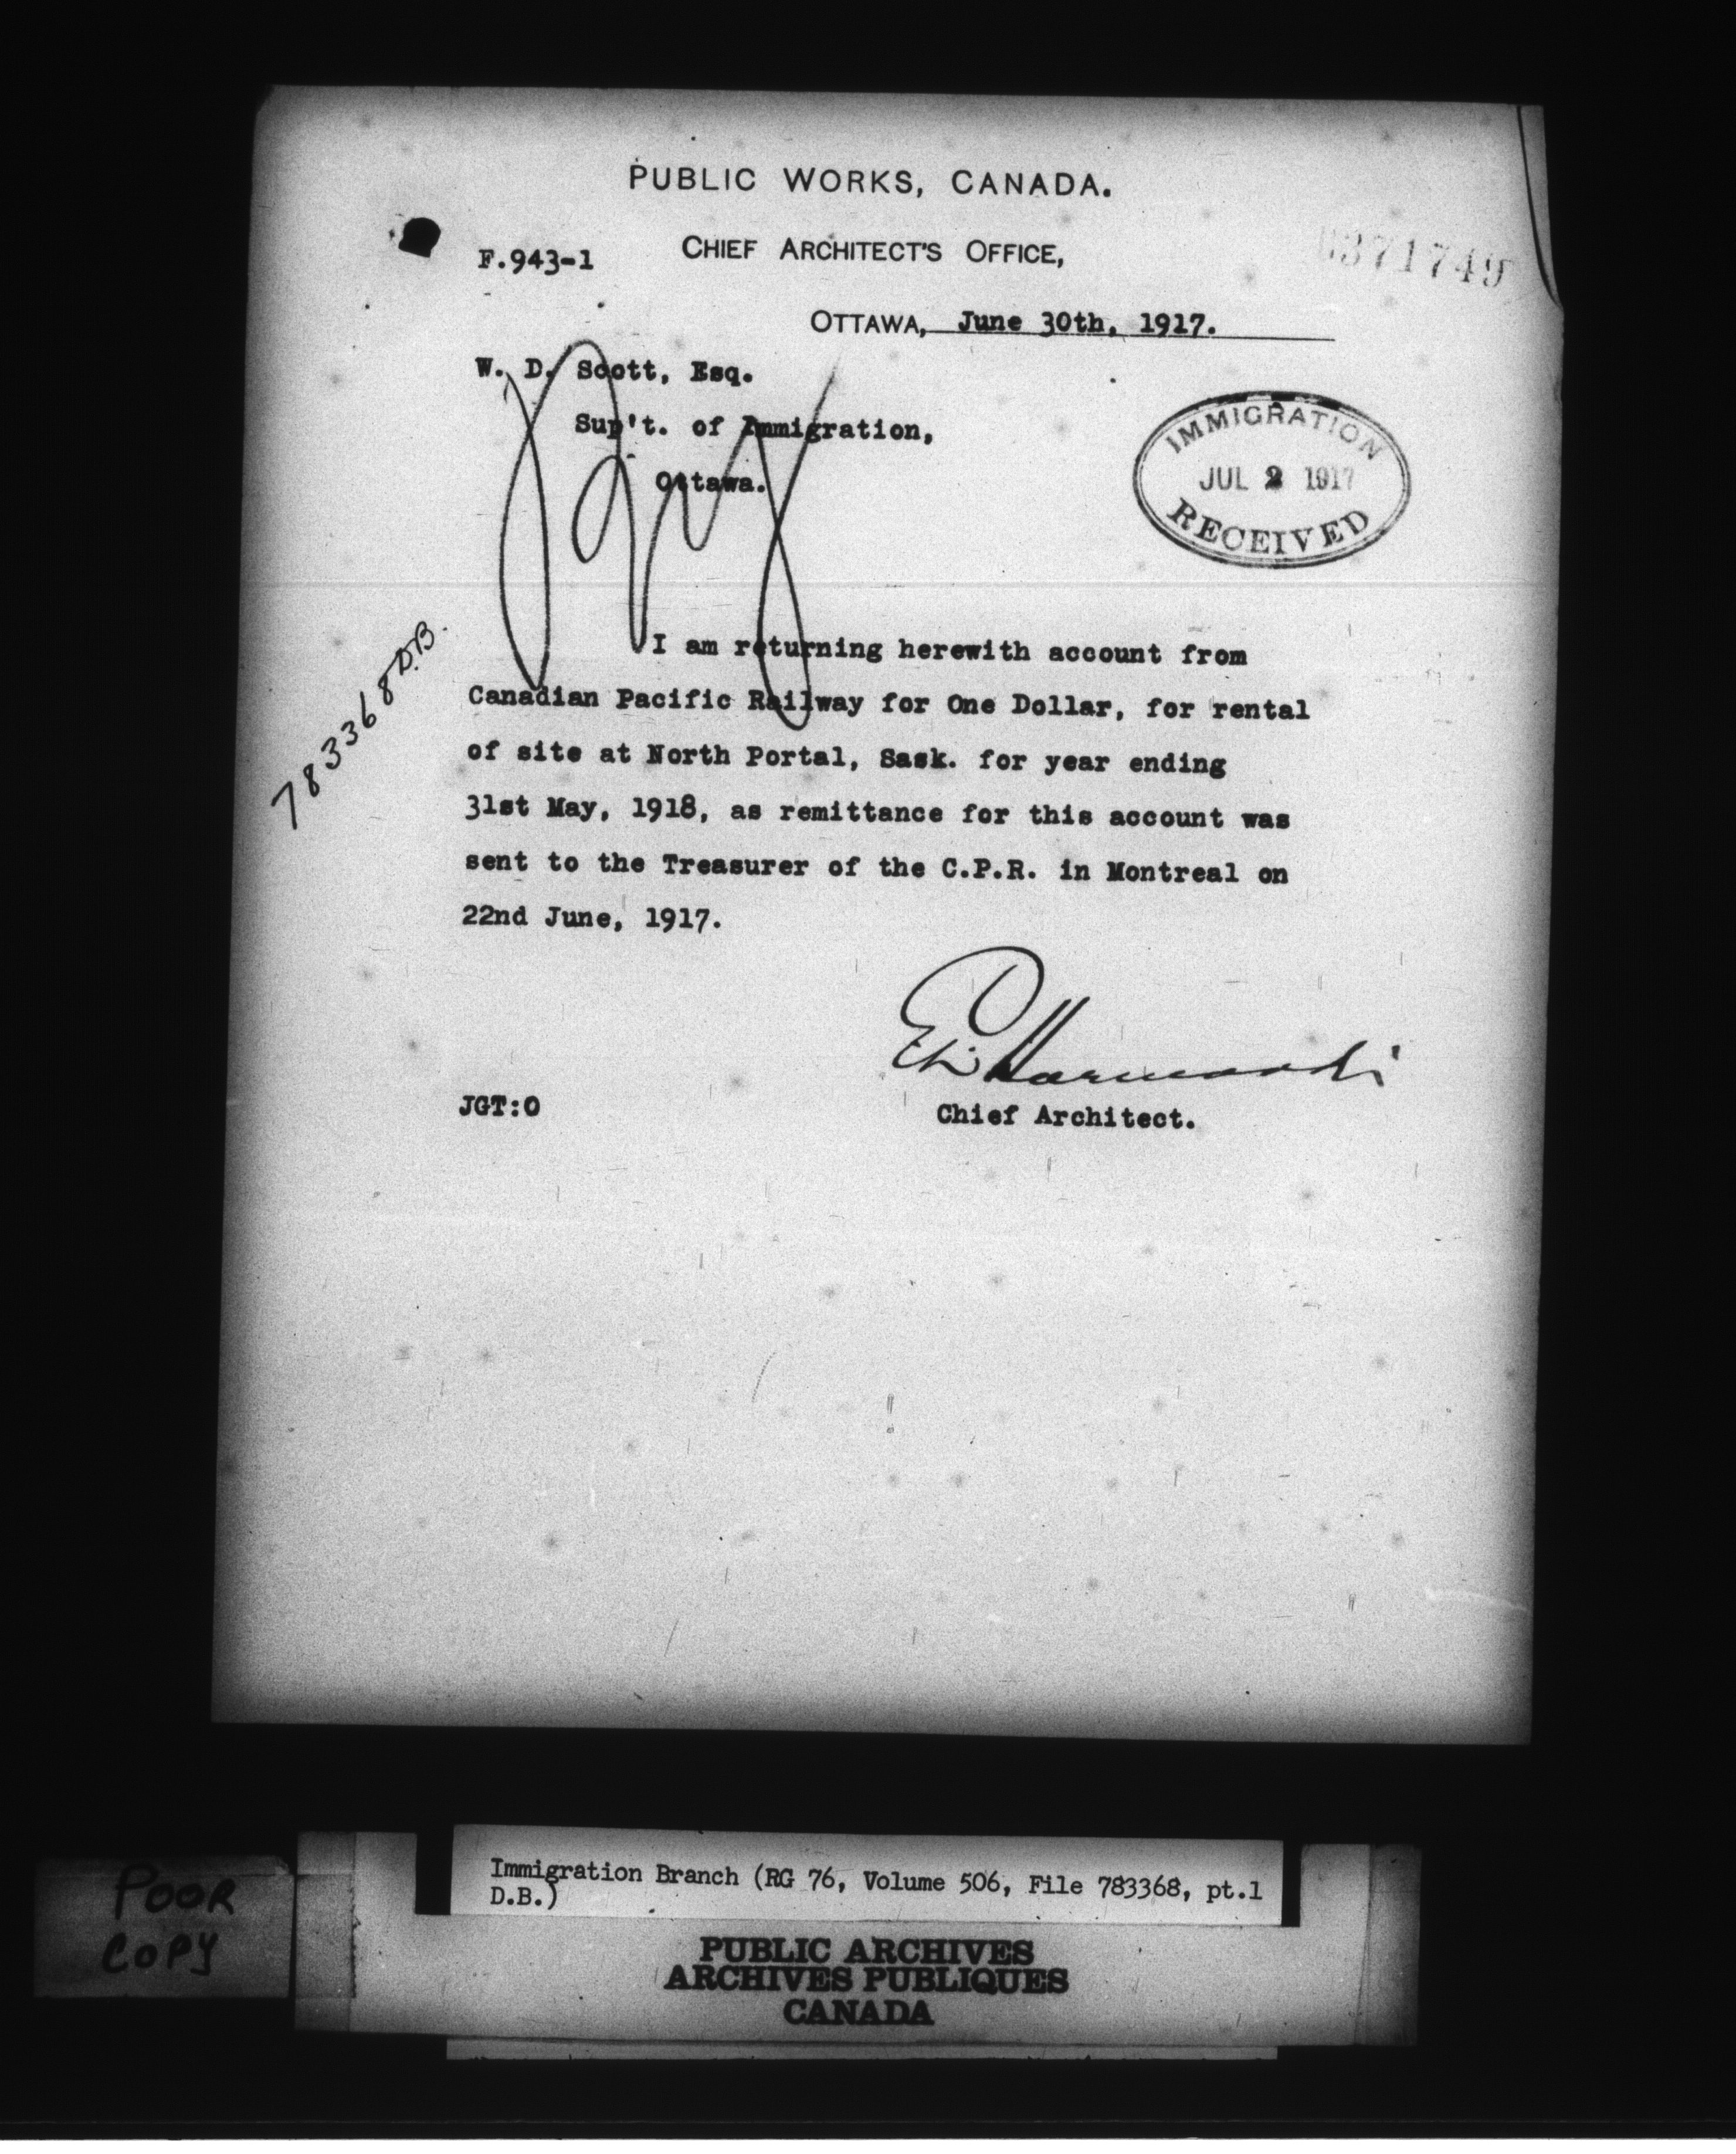 PUBLIC WORKS, CANADA.
F.943-1
CHIEF ARCHITECT'S OFFICE,
371749
OTTAWA, June 30th, 1917.
W. D. Scott, Esq.
Sup't. of Immigration,
Ottawa.
IMMIGRATION
JUL 2 1917
RECEIVED
783368 D.B.
I am returning herewith account from
Canadian Pacific Railway for One Dollar, for rental
of site at North Portal, Sask. for year ending
31st May, 1918, as remittance for this account was
sent to the Treasurer of the C.P.R. in Montreal on
22nd June, 1917.
JGT:O
Chief Architect.
Immigration Branch (RG 76, Volume 506, File 783368, pt.1
D.B.)
POOR
COPY
PUBLIC ARCHIVES
ARCHIVES PUBLIQUES
CANADA